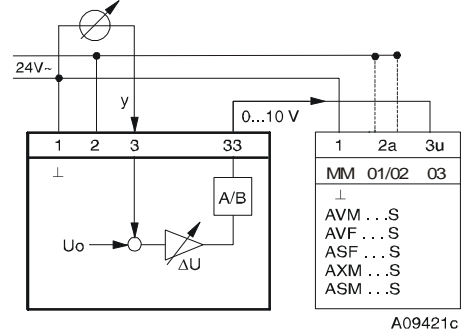 24V~
y
0...10 V
1 2 3 33
1 2a 3u
MM 01/02 03
⊥
⊥
A/B
Uo
ΔU
AVM ...S
AVF ...S
ASF ...S
AXM ...S
ASM ...S
A09421c